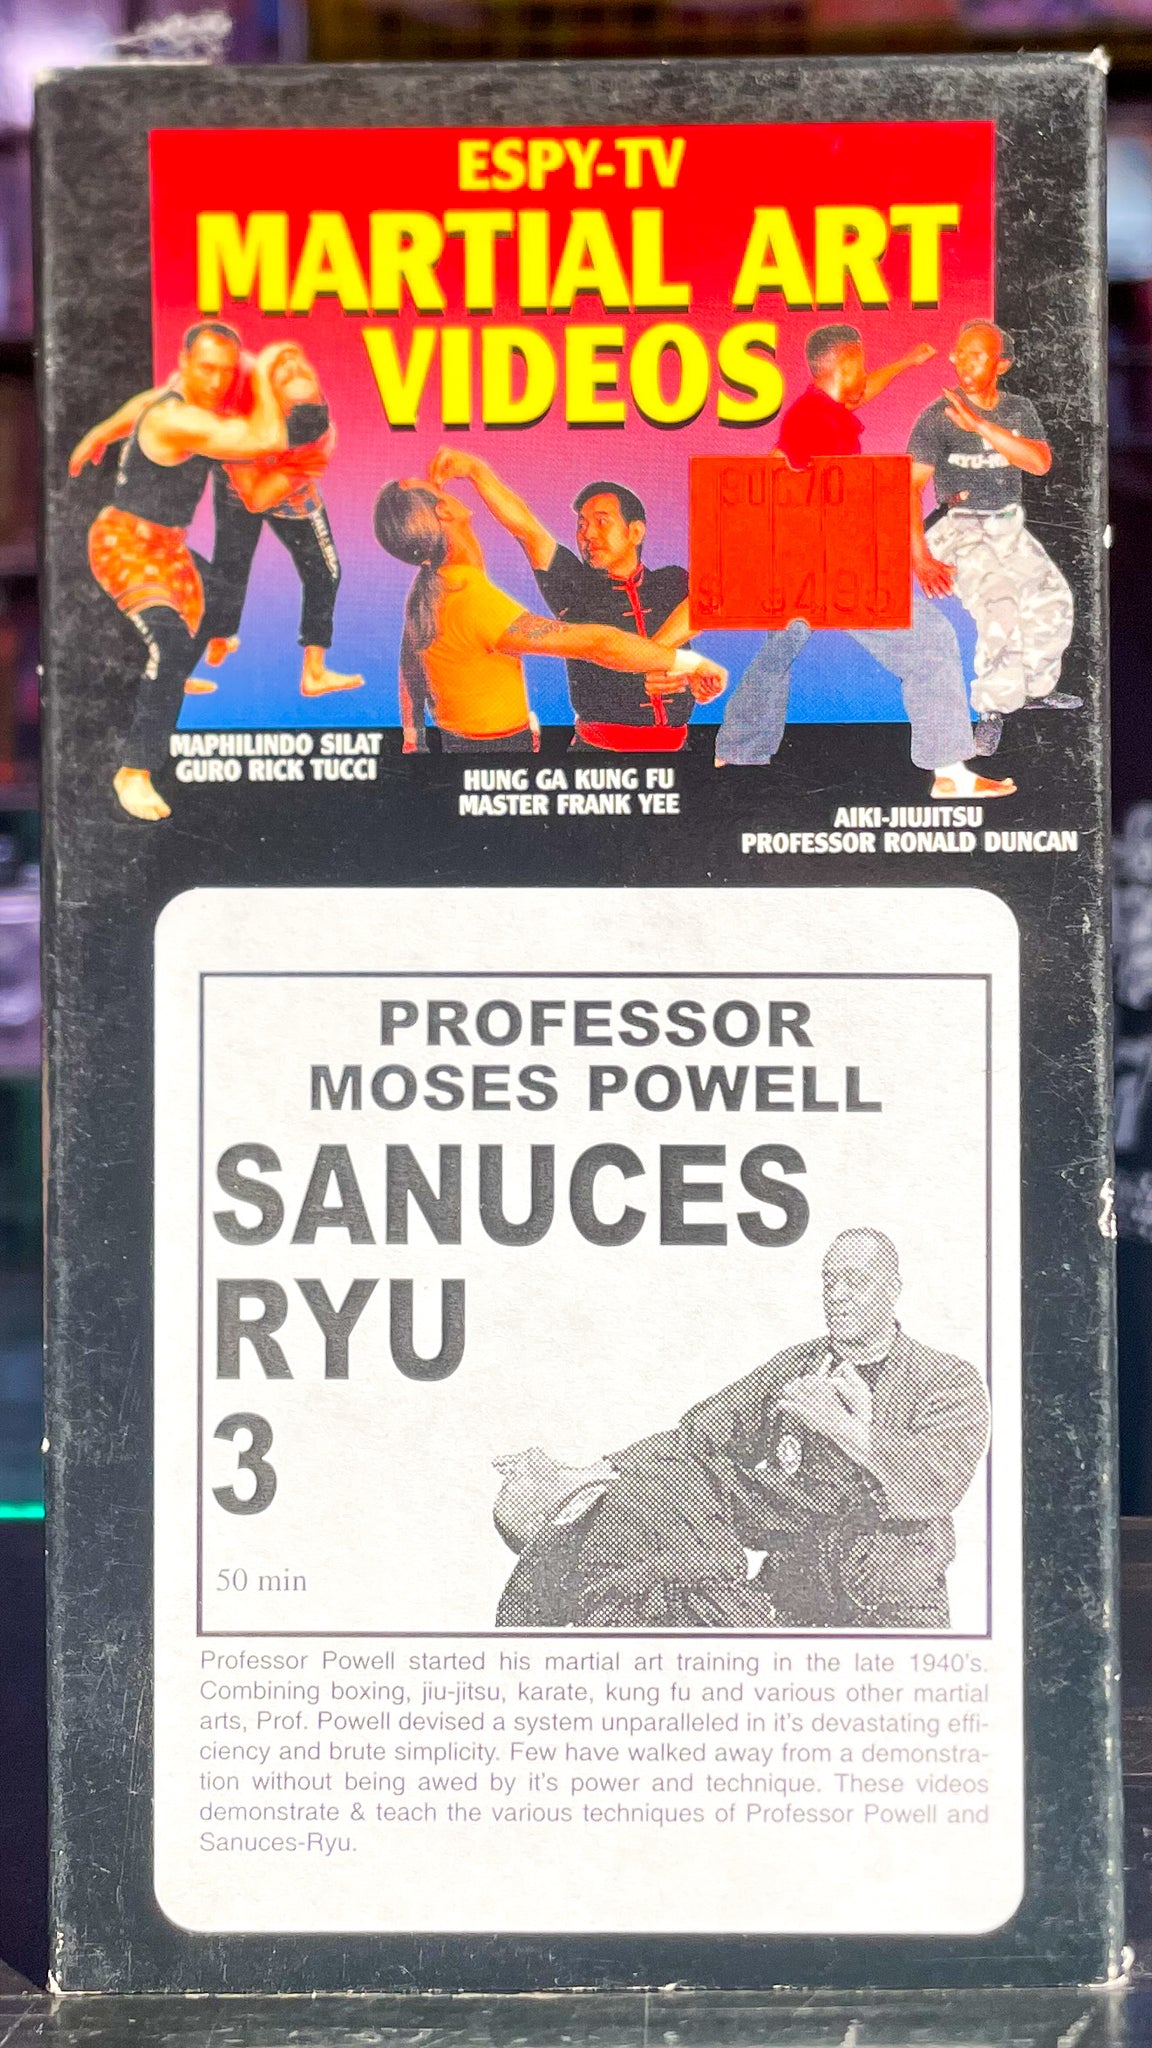 ESPY-TV
MARTIAL ART
VIDEOS
MAPHILINDO SILAT
GURO RICK TUCCI
HUNG GA KUNG FU
MASTER FRANK YEE
AIKI-JIUJITSU
PROFESSOR RONALD DUNCAN
PROFESSOR
MOSES POWELL
SANUCES
RYU
3
50 min
Professor Powell started his martial art training in the late 1940's.
Combining boxing, jiu-jitsu, karate, kung fu and various other martial
arts, Prof. Powell devised a system unparalleled in it's devastating effi-
ciency and brute simplicity. Few have walked away from a demonstra-
tion without being awed by it's power and technique. These videos
demonstrate & teach the various techniques of Professor Powell and
Sanuces-Ryu.